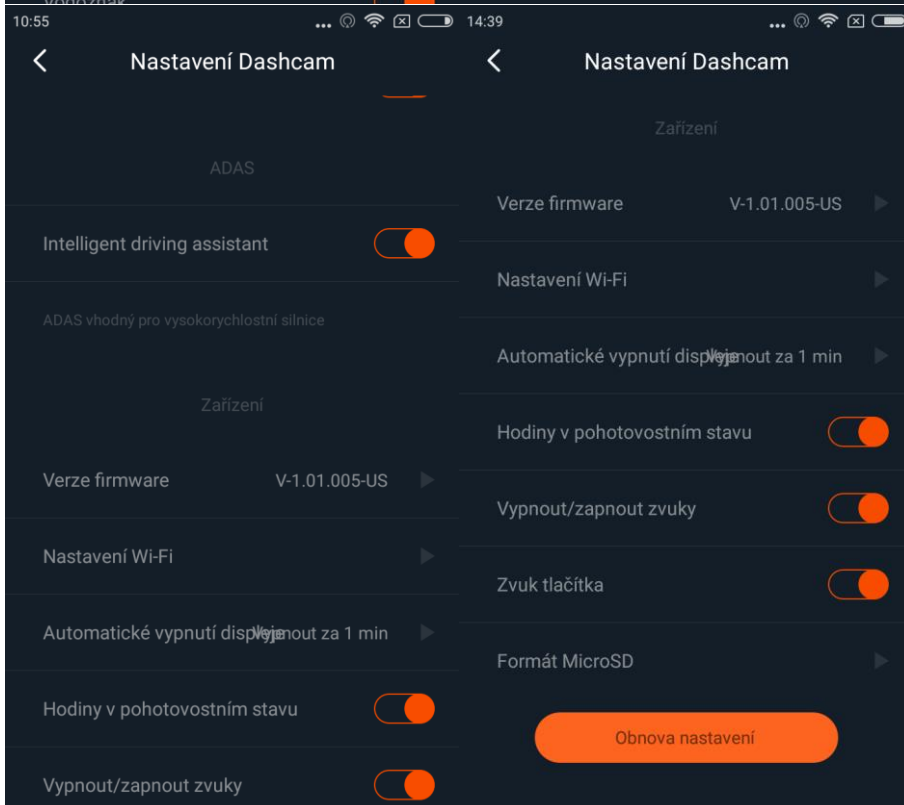 Vodoznak
10:55
Nastavení Dashcam
ADAS
Intelligent driving assistant
ADAS vhodný pro vysokorychlostní silnice
Zařízení
Verze firmware V-1.01.005-US
Nastavení Wi-Fi
Automatické vypnutí displeje Vypnout za 1 min
Hodiny v pohotovostním stavu
Vypnout/zapnout zvuky
14:39
Nastavení Dashcam
Zařízení
Verze firmware V-1.01.005-US
Nastavení Wi-Fi
Automatické vypnutí displeje Vypnout za 1 min
Hodiny v pohotovostním stavu
Vypnout/zapnout zvuky
Zvuk tlačítka
Formát MicroSD
Obnova nastavení